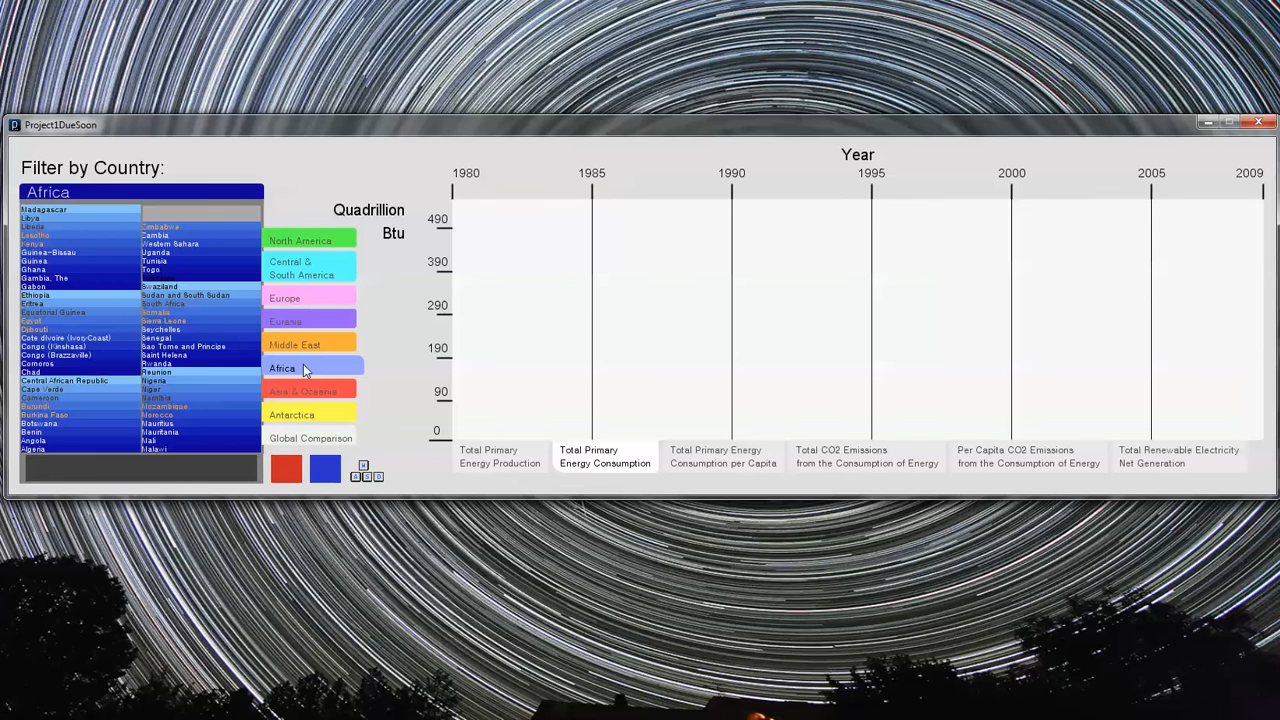 Project1DueSoon
Filter by Country:
Africa
Madagascar
Libya
Liberia
Lesotho
Kenya
Guinea-Bissau
Guinea
Ghana
Gambia, The
Gabon
Ethiopia
Eritrea
Equatorial Guinea
Egypt
Djibouti
Cote dIvoire (IvoryCoast)
Congo (Kinshasa)
Congo (Brazzaville)
Comoros
Chad
Central African Republic
Cape Verde
Cameroon
Burundi
Burkina Faso
Botswana
Benin
Angola
Algeria
Zimbabwe
Zambia
Western Sahara
Uganda
Tunisia
Togo
Swaziland
Sudan and South Sudan
South Africa
Somalia
Sierra Leone
Seychelles
Senegal
Sao Tome and Principe
Saint Helena
Rwanda
Reunion
Nigeria
Niger
Namibia
Mozambique
Morocco
Mauritius
Mauritania
Mali
Malawi
North America
Central &
South America
Europe
Eurasia
Middle East
Africa
Asia & Oceania
Antarctica
Global Comparison
W
A S D
Year
1980 1985 1990 1995 2000 2005 2009
Quadrillion
Btu
490
390
290
190
90
0
Total Primary
Energy Production
Total Primary
Energy Consumption
Total Primary Energy
Consumption per Capita
Total CO2 Emissions
from the Consumption of Energy
Per Capita CO2 Emissions
from the Consumption of Energy
Total Renewable Electricity
Net Generation